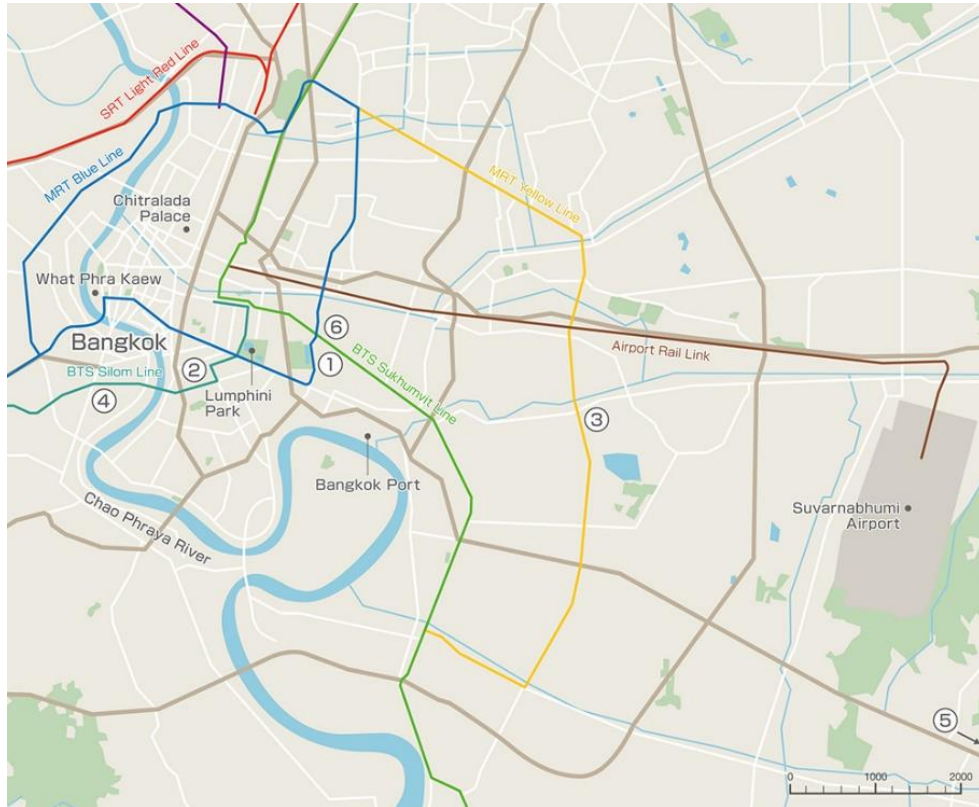 SRT Light Red Line
MRT Blue Line
Chitralada
Palace
MRT Yellow Line
What Phra Kaew
Bangkok
BTS Silom Line
②
④
Lumphini
Park
⑥
①
BTS Sukhumvit Line
Airport Rail Link
③
Bangkok Port
Chao Phraya River
Suvarnabhumi
Airport
⑤
0 1000 2000